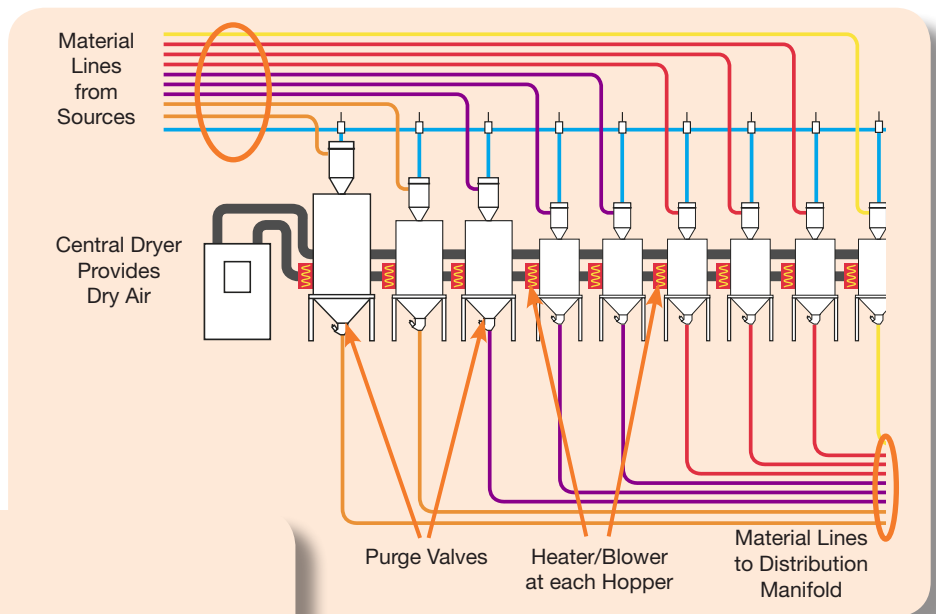 Material
Lines
from
Sources
Central Dryer
Provides
Dry Air
Purge Valves
Heater/Blower
at each Hopper
Material Lines
to Distribution
Manifold